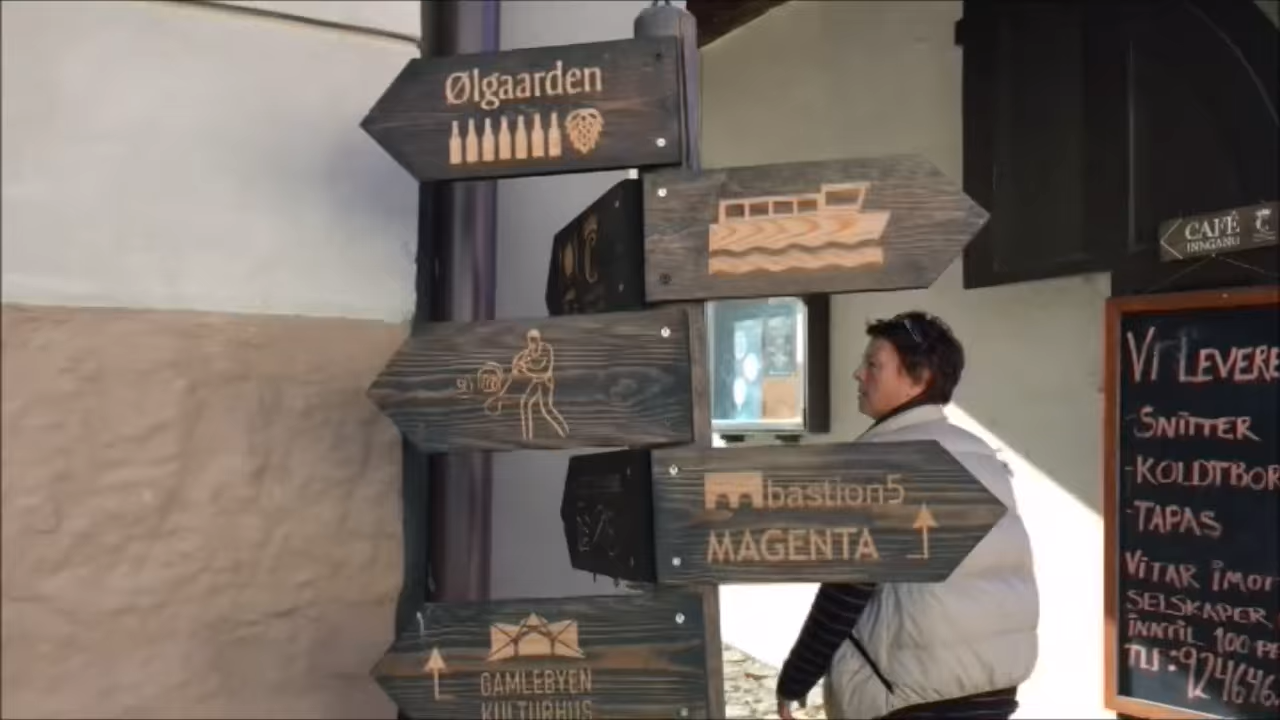 Ølgaarden
CAFÉ
INNGANG
bastion5
MAGENTA
GAMLEBYEN
KULTURHUS
VI LEVERE
-SNITTER
-KOLDTBOR
-TAPAS
VI TAR IMOT
SELSKAPER,
INNTIL 100 PE
TLF: 924646